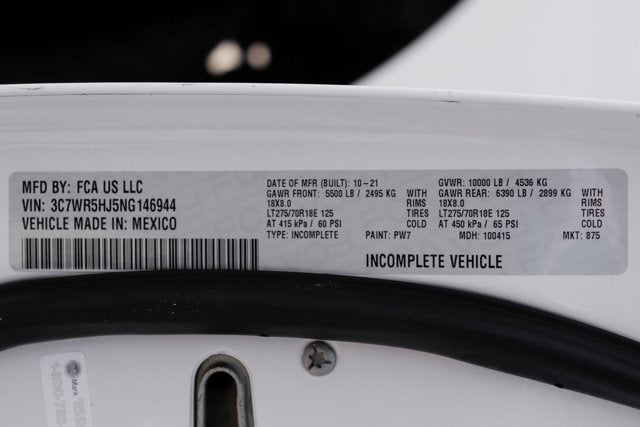 MFD BY: FCA US LLC
VIN: 3C7WR5HJ5NG146944
VEHICLE MADE IN: MEXICO
DATE OF MFR (BUILT): 10-21
GAWR FRONT: 5500 LB / 2495 KG WITH
18X8.0 RIMS
LT275/70R18E 125 TIRES
AT 415 kPa / 60 PSI COLD
TYPE: INCOMPLETE PAINT: PW7
GVWR: 10000 LB / 4536 KG
GAWR REAR: 6390 LB / 2899 KG WITH
18X8.0 RIMS
LT275/70R18E 125 TIRES
AT 450 kPa / 65 PSI COLD
MDH: 100415 MKT: 875
INCOMPLETE VEHICLE
Mark